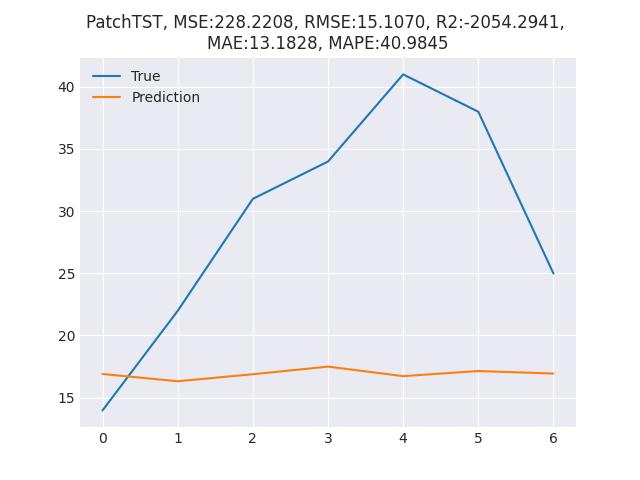 PatchTST, MSE:228.2208, RMSE:15.1070, R2:-2054.2941,
MAE:13.1828, MAPE:40.9845
True
Prediction
40
35
30
25
20
15
0 1 2 3 4 5 6